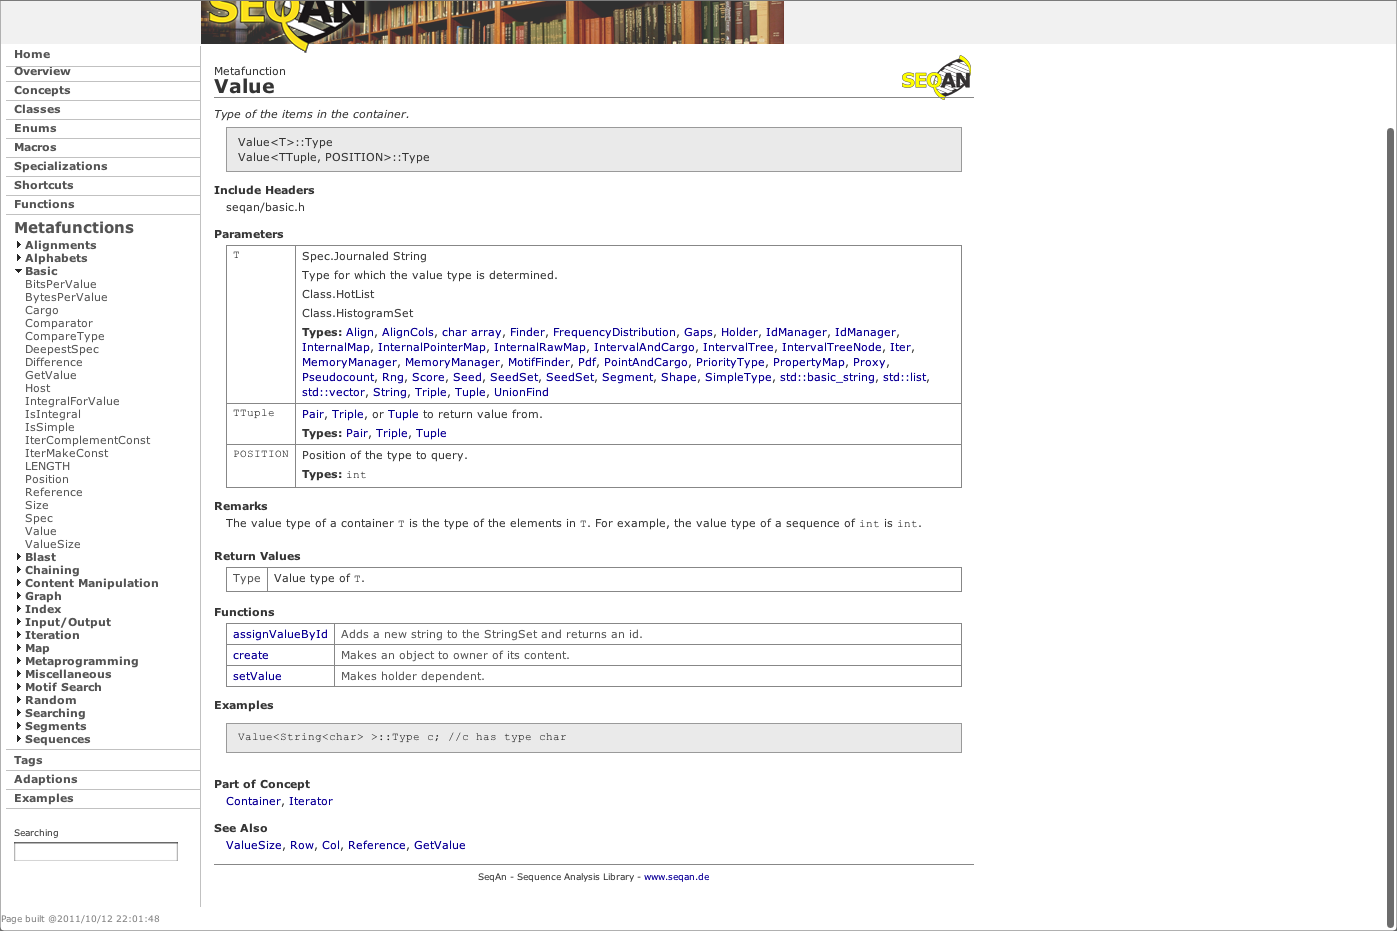 SEQAN
Home
Overview
Concepts
Classes
Enums
Macros
Specializations
Shortcuts
Functions
Metafunctions
Alignments
Alphabets
Basic
BitsPerValue
BytesPerValue
Cargo
Comparator
CompareType
DeepestSpec
Difference
GetValue
Host
IntegralForValue
IsIntegral
IsSimple
IterComplementConst
IterMakeConst
LENGTH
Position
Reference
Size
Spec
Value
ValueSize
Blast
Chaining
Content Manipulation
Graph
Index
Input/Output
Iteration
Map
Metaprogramming
Miscellaneous
Motif Search
Random
Searching
Segments
Sequences
Tags
Adaptions
Examples
Searching
Page built @2011/10/12 22:01:48
Metafunction
Value
SEQAN
Type of the items in the container.
Value<T>::Type
Value<TTuple, POSITION>::Type
Include Headers
seqan/basic.h
Parameters
T
Spec.Journaled String
Type for which the value type is determined.
Class.HotList
Class.HistogramSet
Types: Align, AlignCols, char array, Finder, FrequencyDistribution, Gaps, Holder, IdManager, IdManager,
InternalMap, InternalPointerMap, InternalRawMap, IntervalAndCargo, IntervalTree, IntervalTreeNode, Iter,
MemoryManager, MemoryManager, MotifFinder, Pdf, PointAndCargo, PriorityType, PropertyMap, Proxy,
Pseudocount, Rng, Score, Seed, SeedSet, SeedSet, Segment, Shape, SimpleType, std::basic_string, std::list,
std::vector, String, Triple, Tuple, UnionFind
TTuple
Pair, Triple, or Tuple to return value from.
Types: Pair, Triple, Tuple
POSITION
Position of the type to query.
Types: int
Remarks
The value type of a container T is the type of the elements in T. For example, the value type of a sequence of int is int.
Return Values
Type Value type of T.
Functions
assignValueById Adds a new string to the StringSet and returns an id.
create Makes an object to owner of its content.
setValue Makes holder dependent.
Examples
Value<String<char> >::Type c; //c has type char
Part of Concept
Container, Iterator
See Also
ValueSize, Row, Col, Reference, GetValue
SeqAn - Sequence Analysis Library - www.seqan.de